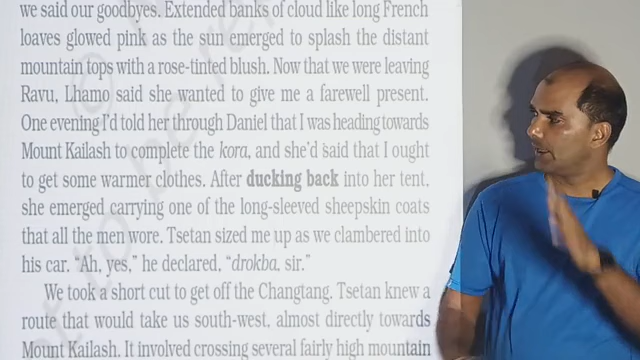 we said our goodbyes. Extended banks of cloud like long French
loaves glowed pink as the sun emerged to splash the distant
mountain tops with a rose-tinted blush. Now that we were leaving
Ravu, Lhamo said she wanted to give me a farewell present.
One evening I'd told her through Daniel that I was heading towards
Mount Kailash to complete the kora, and she'd said that I ought
to get some warmer clothes. After ducking back into her tent,
she emerged carrying one of the long-sleeved sheepskin coats
that all the men wore. Tsetan sized me up as we clambered into
his car. “Ah, yes,” he declared, “drokba, sir.”
We took a short cut to get off the Changtang. Tsetan knew a
route that would take us south-west, almost directly towards
Mount Kailash. It involved crossing several fairly high mountain